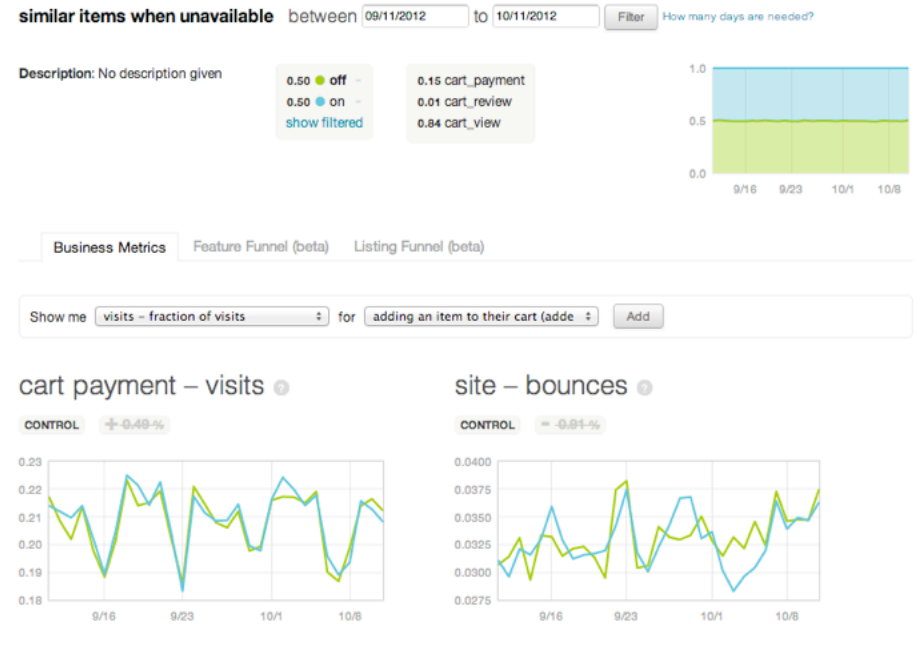 similar items when unavailable between 09/11/2012 to 10/11/2012 Filter How many days are needed?
Description: No description given
0.50 off -
0.50 on -
show filtered
0.15 cart_payment
0.01 cart_review
0.84 cart_view
1.0
0.5
0.0
9/16 9/23 10/1 10/8
Business Metrics Feature Funnel (beta) Listing Funnel (beta)
Show me visits – fraction of visits for adding an item to their cart (adde Add
cart payment – visits ?
CONTROL + 0.49 %
0.23
0.22
0.21
0.20
0.19
0.18
9/16 9/23 10/1 10/8
site – bounces ?
CONTROL - 0.91 %
0.0400
0.0375
0.0350
0.0325
0.0300
0.0275
9/16 9/23 10/1 10/8